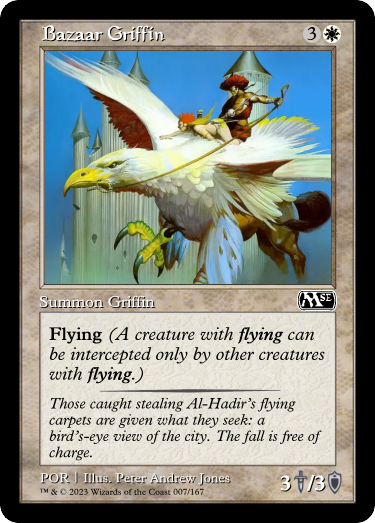 Bazaar Griffin 3
Summon Griffin
MSE
Flying (A creature with flying can
be intercepted only by other creatures
with flying.)
Those caught stealing Al-Hadir's flying
carpets are given what they seek: a
bird's-eye view of the city. The fall is free of
charge.
POR | Illus. Peter Andrew Jones
™ & © 2023 Wizards of the Coast 007/167
3/3